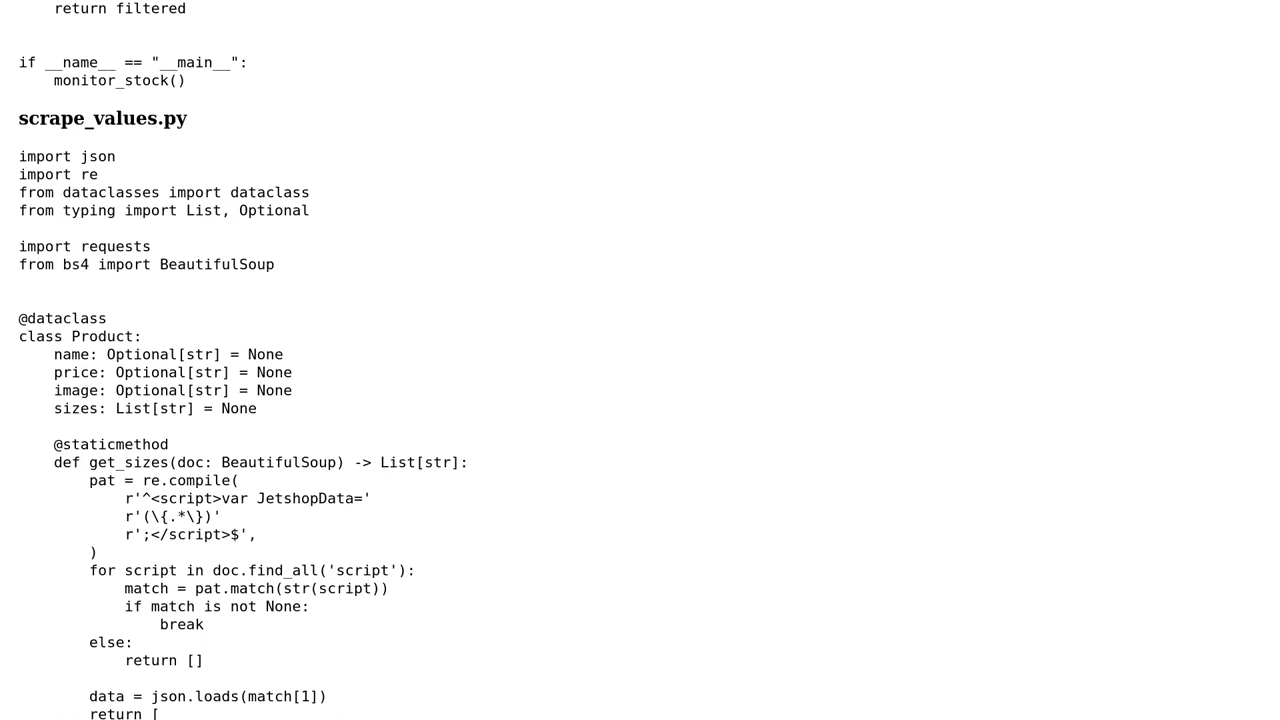 return filtered


if __name__ == "__main__":
    monitor_stock()

scrape_values.py

import json
import re
from dataclasses import dataclass
from typing import List, Optional

import requests
from bs4 import BeautifulSoup


@dataclass
class Product:
    name: Optional[str] = None
    price: Optional[str] = None
    image: Optional[str] = None
    sizes: List[str] = None

    @staticmethod
    def get_sizes(doc: BeautifulSoup) -> List[str]:
        pat = re.compile(
            r'^<script>var JetshopData='
            r'(\{.*\})'
            r';</script>$',
        )
        for script in doc.find_all('script'):
            match = pat.match(str(script))
            if match is not None:
                break
        else:
            return []

        data = json.loads(match[1])
        return [